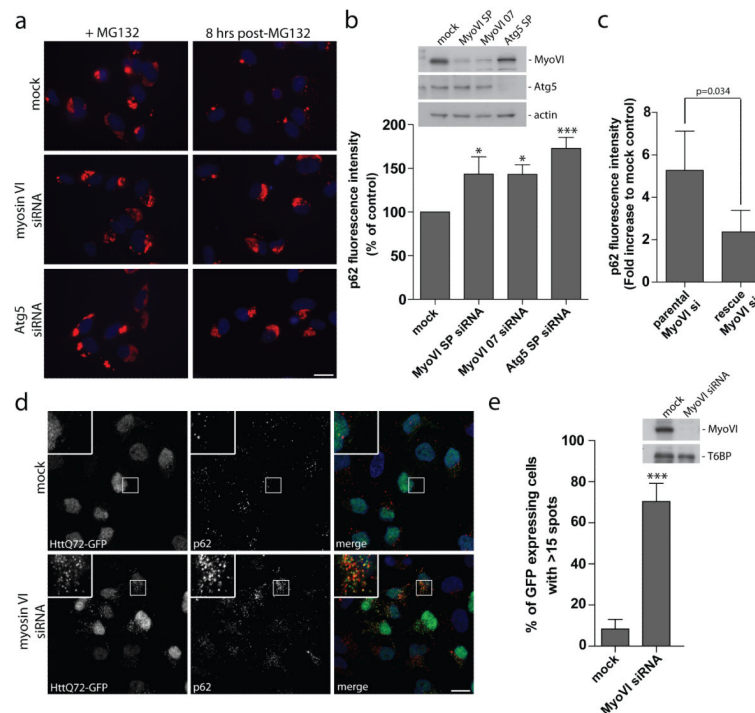 a
+ MG132
8 hrs post-MG132
mock
myosin VI
siRNA
Atg5
siRNA
b
mock
MyoVI SP
MyoVI 07
Atg5 SP
- MyoVI
- Atg5
- actin
p62 fluorescence intensity
(% of control)
200
150
100
50
0
*
*
***
mock
MyoVI SP siRNA
MyoVI 07 siRNA
Atg5 SP siRNA
c
p=0.034
p62 fluorescence intensity
(Fold increase to mock control)
8
6
4
2
0
parental
MyoVI si
rescue
MyoVI si
d
mock
HttQ72-GFP
p62
merge
myosin VI
siRNA
HttQ72-GFP
p62
merge
e
mock
MyoVI siRNA
- MyoVI
- T6BP
% of GFP expressing cells
with >15 spots
100
80
60
40
20
0
***
mock
MyoVI siRNA